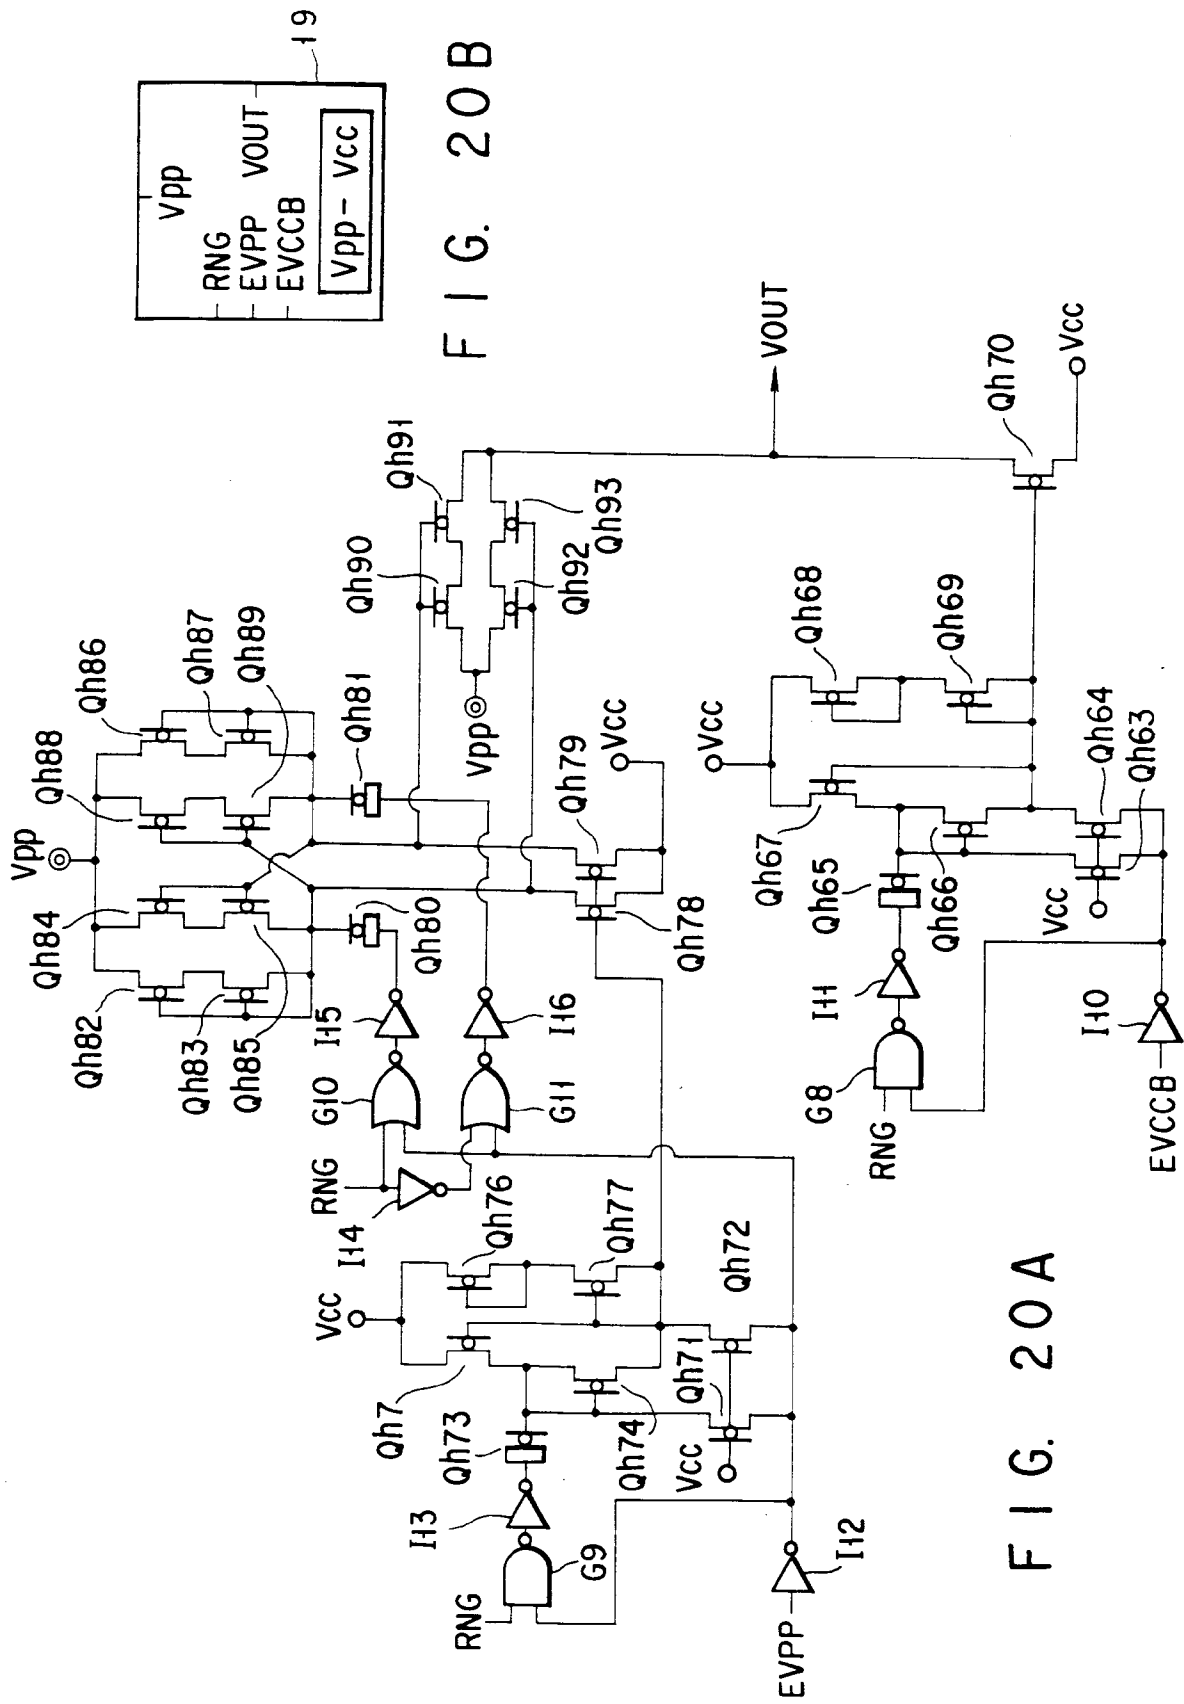 Vpp
RNG
EVPP VOUT
EVCCB
Vpp- Vcc
19
FIG. 20B
Vpp
Qh82
Qh84
Qh88
Qh86
Qh83
Qh85
Qh87
Qh89
I15
Qh80
Qh81
G10
RNG
I14
I16
G11
Qh90
Qh91
Vpp
Qh92
Qh93
Vcc
Qh7
Qh76
Qh73
I13
Qh74
Qh77
RNG
G9
Vcc
Qh71
Qh72
EVPP
I12
Qh78
Qh79
Vcc
VOUT
Vcc
Qh67
Qh68
Qh65
I11
Qh66
Qh69
G8
RNG
Vcc
Qh64
Qh63
EVCCB
I10
Qh70
Vcc
FIG. 20A